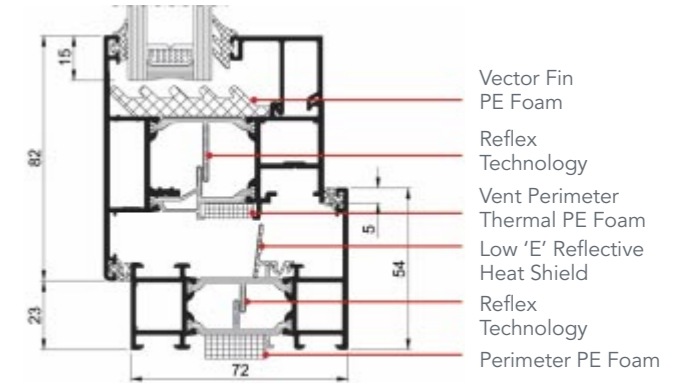 15
82
23
72
5
54
Vector Fin
PE Foam
Reflex
Technology
Vent Perimeter
Thermal PE Foam
Low ‘E’ Reflective
Heat Shield
Reflex
Technology
Perimeter PE Foam